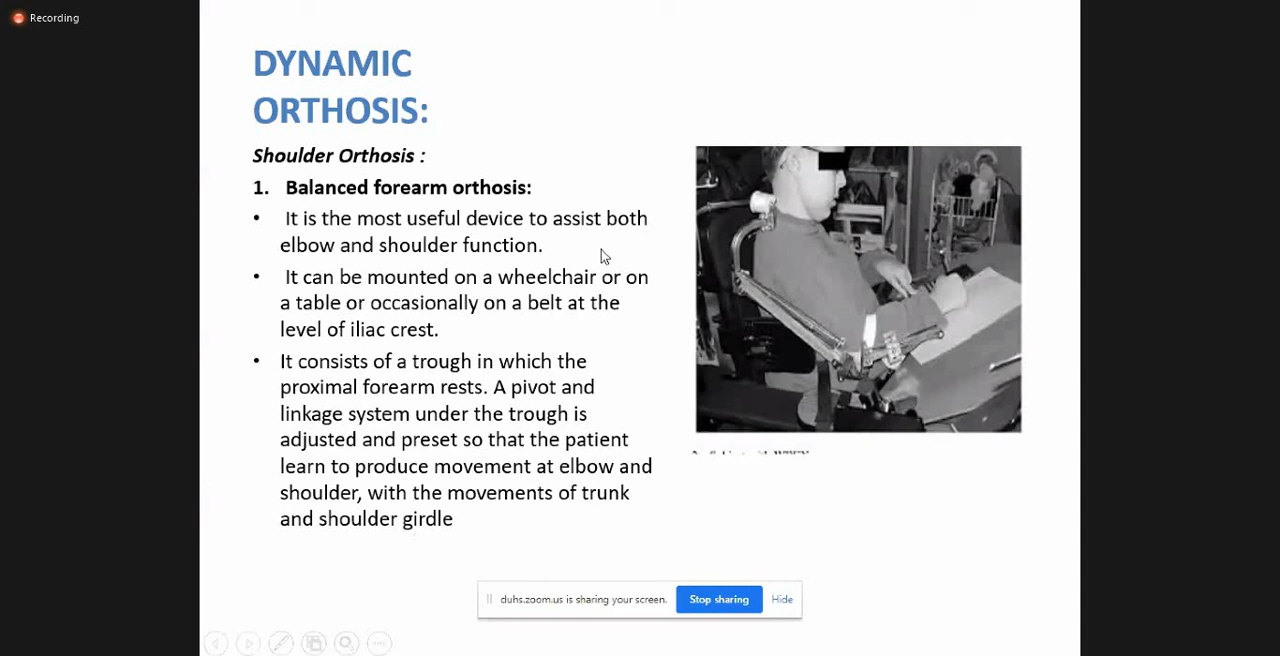 Recording
DYNAMIC
ORTHOSIS:
Shoulder Orthosis :
1. Balanced forearm orthosis:
• It is the most useful device to assist both
elbow and shoulder function.
• It can be mounted on a wheelchair or on
a table or occasionally on a belt at the
level of iliac crest.
• It consists of a trough in which the
proximal forearm rests. A pivot and
linkage system under the trough is
adjusted and preset so that the patient
learn to produce movement at elbow and
shoulder, with the movements of trunk
and shoulder girdle
duhs.zoom.us is sharing your screen.
Stop sharing
Hide